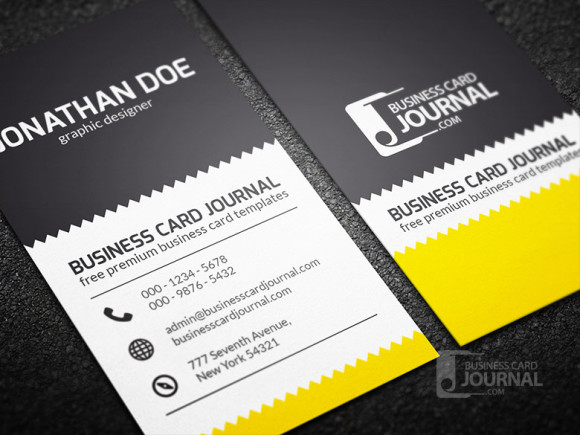 JONATHAN DOE
graphic designer
BUSINESS CARD JOURNAL
free premium business card templates
000 - 1234 - 5678
000 - 9876 - 5432
admin@businesscardjournal.com
businesscardjournal.com
777 Seventh Avenue,
New York 54321
BUSINESS CARD
JOURNAL
.COM
BUSINESS CARD JOURNAL
free premium business card templates
BUSINESS CARD
JOURNAL
.COM